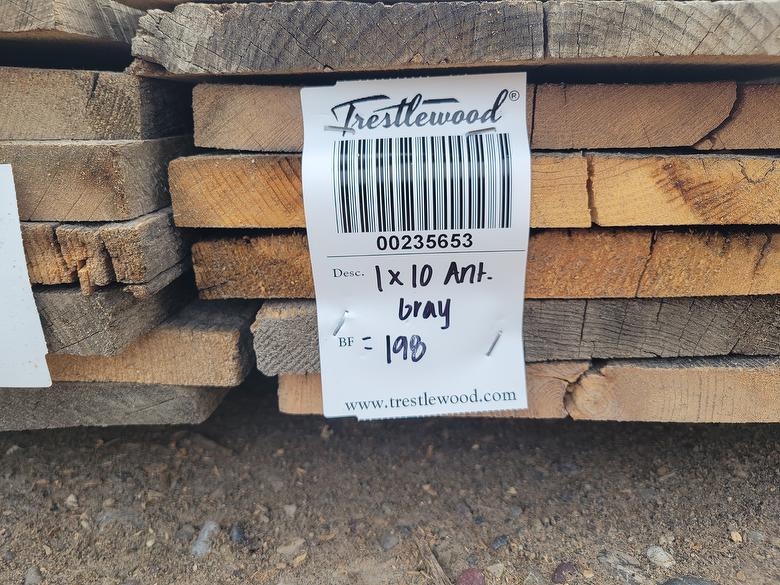 Trestlewood®
00235653
Desc. 1x10 Ant.
Gray
BF = 198
www.trestlewood.com